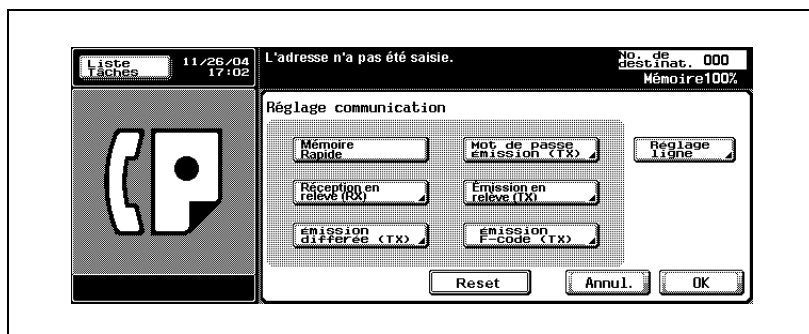 Liste
Tâches
11/26/04
17:02
L'adresse n'a pas été saisie.
No. de
destinat. 000
Mémoire100%
Réglage communication
Mémoire
Rapide
Mot de passe
émission (TX)
Réglage
ligne
Réception en
relève (RX)
Émission en
relève (TX)
émission
différée (TX)
émission
F-code (TX)
Reset
Annul.
OK